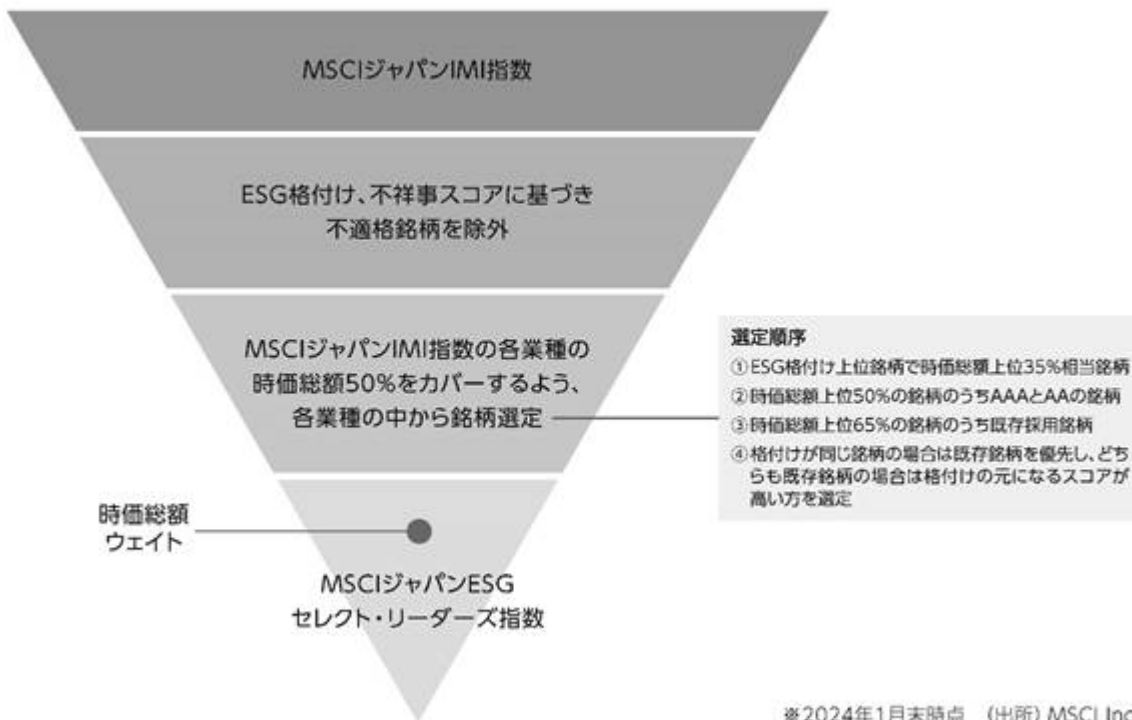 MSCIジャパンIMI指数
ESG格付け、不祥事スコアに基づき
不適格銘柄を除外
MSCIジャパンIMI指数の各業種の
時価総額50%をカバーするよう、
各業種の中から銘柄選定
選定順序
①ESG格付け上位銘柄で時価総額上位35%相当銘柄
②時価総額上位50%の銘柄のうちAAAとAAの銘柄
③時価総額上位65%の銘柄のうち既存採用銘柄
④格付けが同じ銘柄の場合は既存銘柄を優先し、どち
らも既存銘柄の場合は格付けの元になるスコアが
高い方を選定
時価総額
ウェイト
MSCIジャパンESG
セレクト・リーダーズ指数
※2024年1月末時点 (出所) MSCI Inc